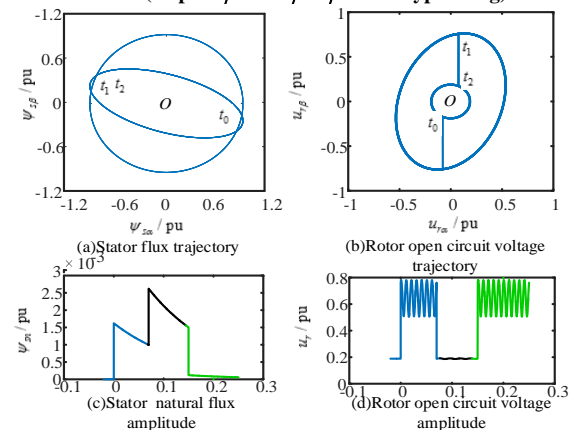 1.2
0.6
0
-0.6
-1.2
ψsβ / pu
t1 t2
O
t0
-1.2 -0.6 0 0.6 1.2
ψsα / pu
(a)Stator flux trajectory
1
0.5
0
-0.5
-1
urβ / pu
t1
t2
O
t0
-1 -0.5 0 0.5 1
urα / pu
(b)Rotor open circuit voltage
trajectory
3 × 10-3
2.5
2
1.5
1
0.5
0
ψsn / pu
-0.1 0 0.1 0.2 0.3
(c)Stator natural flux
amplitude
0.8
0.6
0.4
0.2
0
ur / pu
-0.1 0 0.1 0.2 0.3
(d)Rotor open circuit voltage
amplitude